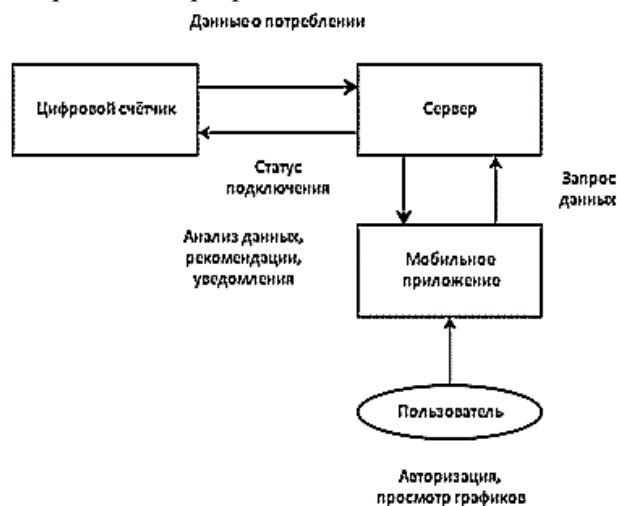 Данные о потреблении
Цифровой счётчик
Сервер
Статус
подключения
Запрос
данных
Анализ данных,
рекомендации,
уведомления
Мобильное
приложение
Пользователь
Авторизация,
просмотр графиков